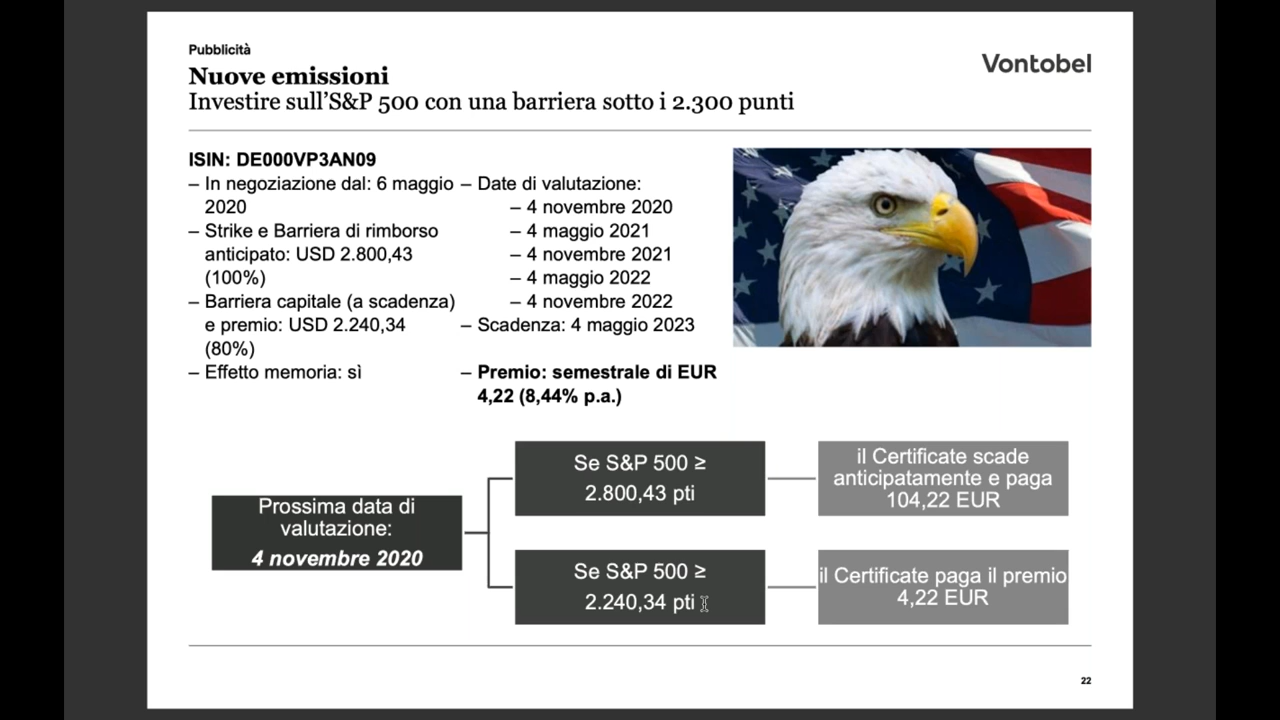 Pubblicità
Nuove emissioni
Investire sull'S&P 500 con una barriera sotto i 2.300 punti
Vontobel
ISIN: DE000VP3AN09
– In negoziazione dal: 6 maggio
2020
– Strike e Barriera di rimborso
anticipato: USD 2.800,43
(100%)
– Barriera capitale (a scadenza)
e premio: USD 2.240,34
(80%)
– Effetto memoria: sì
– Date di valutazione:
– 4 novembre 2020
– 4 maggio 2021
– 4 novembre 2021
– 4 maggio 2022
– 4 novembre 2022
– Scadenza: 4 maggio 2023
– Premio: semestrale di EUR
4,22 (8,44% p.a.)
Prossima data di
valutazione:
4 novembre 2020
Se S&P 500 ≥
2.800,43 pti
il Certificate scade
anticipatamente e paga
104,22 EUR
Se S&P 500 ≥
2.240,34 pti
il Certificate paga il premio
4,22 EUR
22